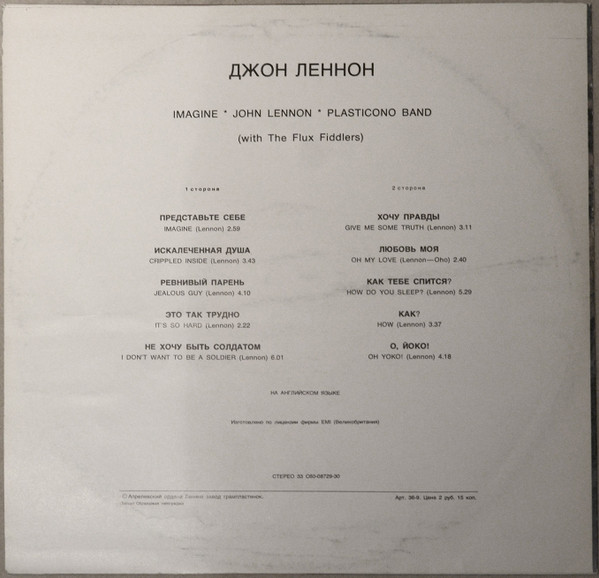 ДЖОН ЛЕННОН
IMAGINE * JOHN LENNON * PLASTICONO BAND
(with The Flux Fiddlers)
1 сторона
ПРЕДСТАВЬТЕ СЕБЕ
IMAGINE (Lennon) 2.59
ИСКАЛЕЧЕННАЯ ДУША
CRIPPLED INSIDE (Lennon) 3.43
РЕВНИВЫЙ ПАРЕНЬ
JEALOUS GUY (Lennon) 4.10
ЭТО ТАК ТРУДНО
IT'S SO HARD (Lennon) 2.22
НЕ ХОЧУ БЫТЬ СОЛДАТОМ
I DON'T WANT TO BE A SOLDIER (Lennon) 6.01
2 сторона
ХОЧУ ПРАВДЫ
GIVE ME SOME TRUTH (Lennon) 3.11
ЛЮБОВЬ МОЯ
OH MY LOVE (Lennon—Oho) 2.40
КАК ТЕБЕ СПИТСЯ?
HOW DO YOU SLEEP? (Lennon) 5.29
КАК?
HOW (Lennon) 3.37
О, ЙОКО!
OH YOKO! (Lennon) 4.18
НА АНГЛИЙСКОМ ЯЗЫКЕ
Изготовлено по лицензии фирмы EMI (Великобритания)
СТЕРЕО 33 С60-08729-30
Апрелевский ордена Ленина завод грампластинок.
Арт. 36-9. Цена 2 руб. 15 коп.